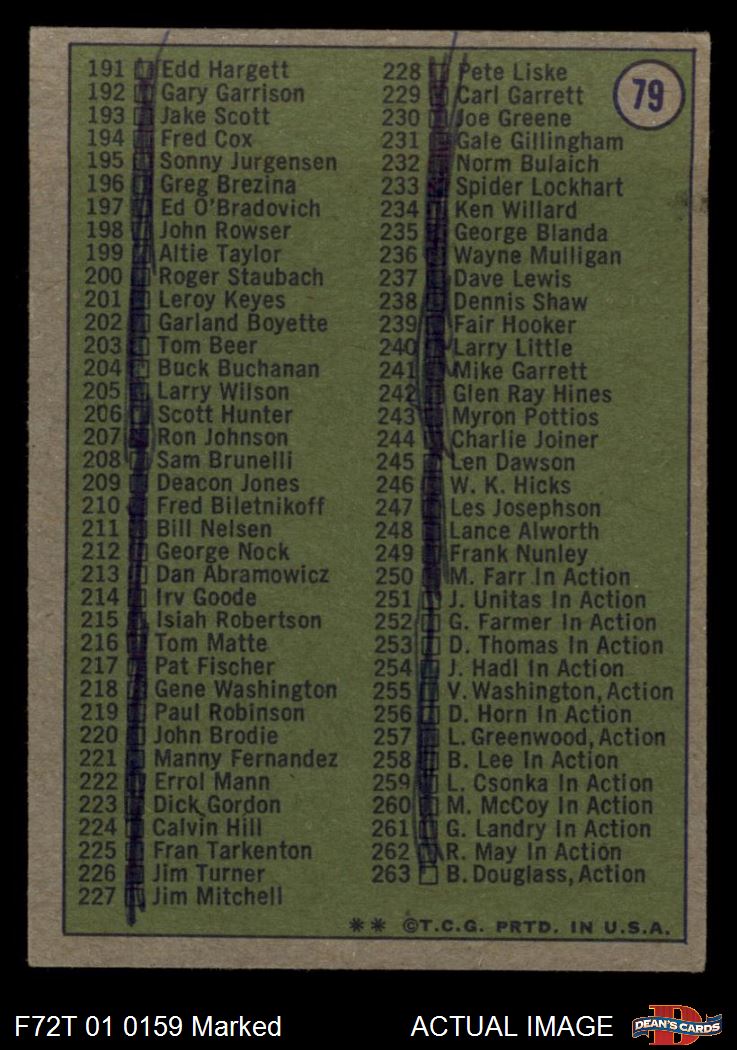 79
191 Edd Hargett
192 Gary Garrison
193 Jake Scott
194 Fred Cox
195 Sonny Jurgensen
196 Greg Brezina
197 Ed O'Bradovich
198 John Rowser
199 Altie Taylor
200 Roger Staubach
201 Leroy Keyes
202 Garland Boyette
203 Tom Beer
204 Buck Buchanan
205 Larry Wilson
206 Scott Hunter
207 Ron Johnson
208 Sam Brunelli
209 Deacon Jones
210 Fred Biletnikoff
211 Bill Nelsen
212 George Nock
213 Dan Abramowicz
214 Irv Goode
215 Isiah Robertson
216 Tom Matte
217 Pat Fischer
218 Gene Washington
219 Paul Robinson
220 John Brodie
221 Manny Fernandez
222 Errol Mann
223 Dick Gordon
224 Calvin Hill
225 Fran Tarkenton
226 Jim Turner
227 Jim Mitchell
228 Pete Liske
229 Carl Garrett
230 Joe Greene
231 Gale Gillingham
232 Norm Bulaich
233 Spider Lockhart
234 Ken Willard
235 George Blanda
236 Wayne Mulligan
237 Dave Lewis
238 Dennis Shaw
239 Fair Hooker
240 Larry Little
241 Mike Garrett
242 Glen Ray Hines
243 Myron Pottios
244 Charlie Joiner
245 Len Dawson
246 W. K. Hicks
247 Les Josephson
248 Lance Alworth
249 Frank Nunley
250 M. Farr In Action
251 J. Unitas In Action
252 G. Farmer In Action
253 D. Thomas In Action
254 J. Hadl In Action
255 V. Washington, Action
256 D. Horn In Action
257 L. Greenwood, Action
258 B. Lee In Action
259 L. Csonka In Action
260 M. McCoy In Action
261 G. Landry In Action
262 R. May In Action
263 B. Douglass, Action
** ©T.C.G. PRTD. IN U.S.A.
F72T 01 0159 Marked ACTUAL IMAGE
D
DEAN'S CARDS